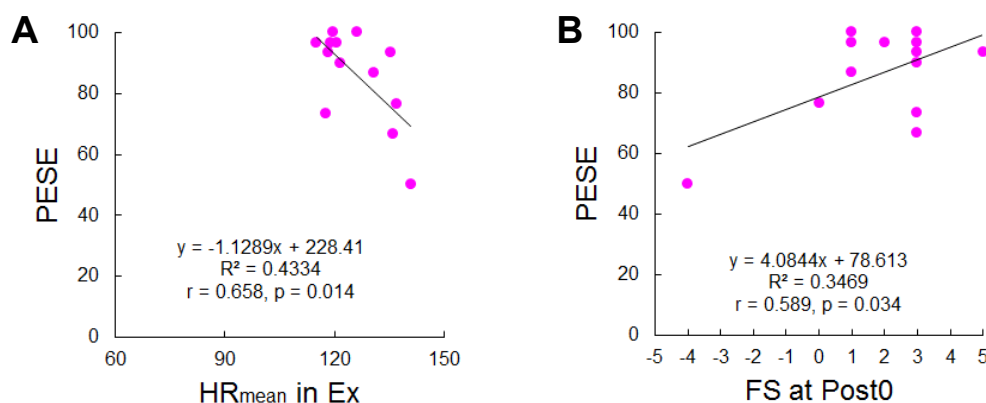 A
PESE
100
80
60
40
20
0
y = -1.1289x + 228.41
R² = 0.4334
r = 0.658, p = 0.014
60 90 120 150
HRmean in Ex
B
PESE
100
80
60
40
20
0
y = 4.0844x + 78.613
R² = 0.3469
r = 0.589, p = 0.034
-5 -4 -3 -2 -1 0 1 2 3 4 5
FS at Post0